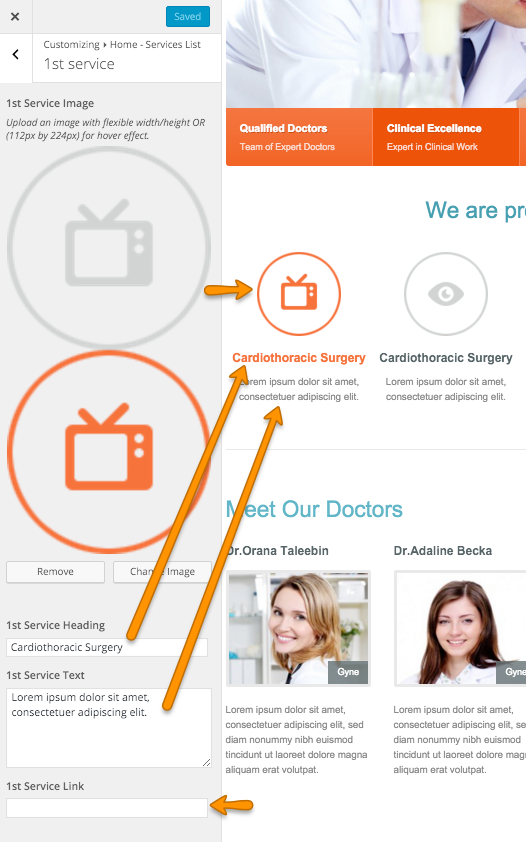 Saved
Customizing ▸ Home - Services List
1st service
1st Service Image
Upload an image with flexible width/height OR
(112px by 224px) for hover effect.
Remove
Change Image
1st Service Heading
Cardiothoracic Surgery
1st Service Text
Lorem ipsum dolor sit amet,
consectetuer adipiscing elit.
1st Service Link
Qualified Doctors
Team of Expert Doctors
Clinical Excellence
Expert in Clinical Work
We are pr
Cardiothoracic Surgery
Lorem ipsum dolor sit amet,
consectetuer adipiscing elit.
Cardiothoracic Surgery
Lorem ipsum dolor sit amet,
consectetuer adipiscing elit.
Meet Our Doctors
Dr.Orana Taleebin
Gyne
Lorem ipsum dolor sit amet,
consectetuer adipiscing elit, sed
diam nonummy nibh euismod
tincidunt ut laoreet dolore magna
aliquam erat volutpat.
Dr.Adaline Becka
Gyne
Lorem ipsum dolor sit amet,
consectetuer adipiscing elit, se
diam nonummy nibh euismod
tincidunt ut laoreet dolore mag
aliquam erat volutpat.